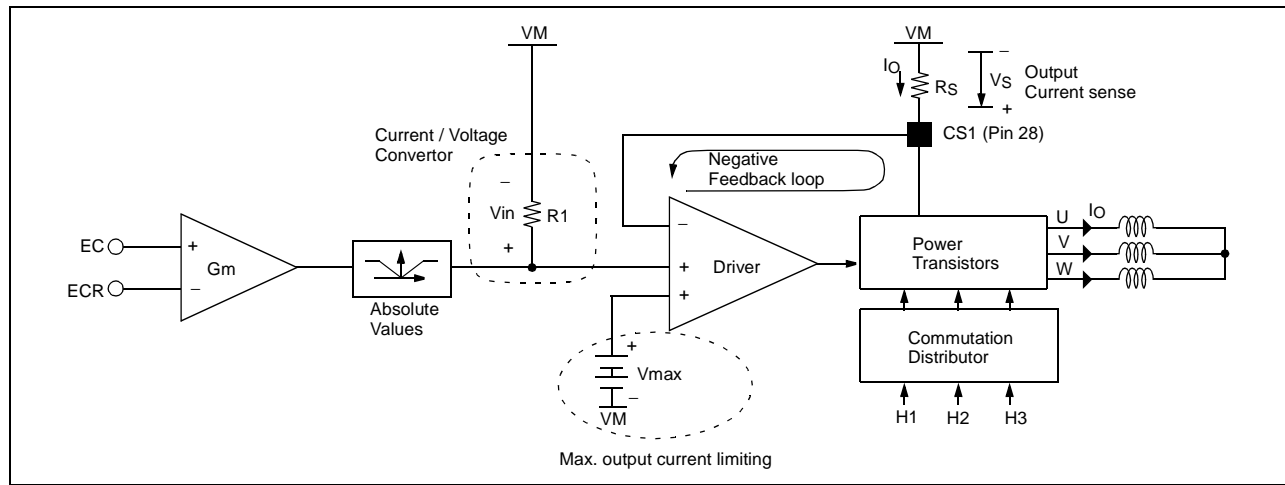 VM
VM
IO
RS
−
VS
+
Output
Current sense
CS1 (Pin 28)
Current / Voltage
Convertor
Negative
Feedback loop
−
Vin
+
R1
EC
ECR
+
−
Gm
Absolute
Values
−
+
+
Driver
Power
Transistors
U
IO
V
W
Commutation
Distributor
H1
H2
H3
+
Vmax
−
VM
Max. output current limiting